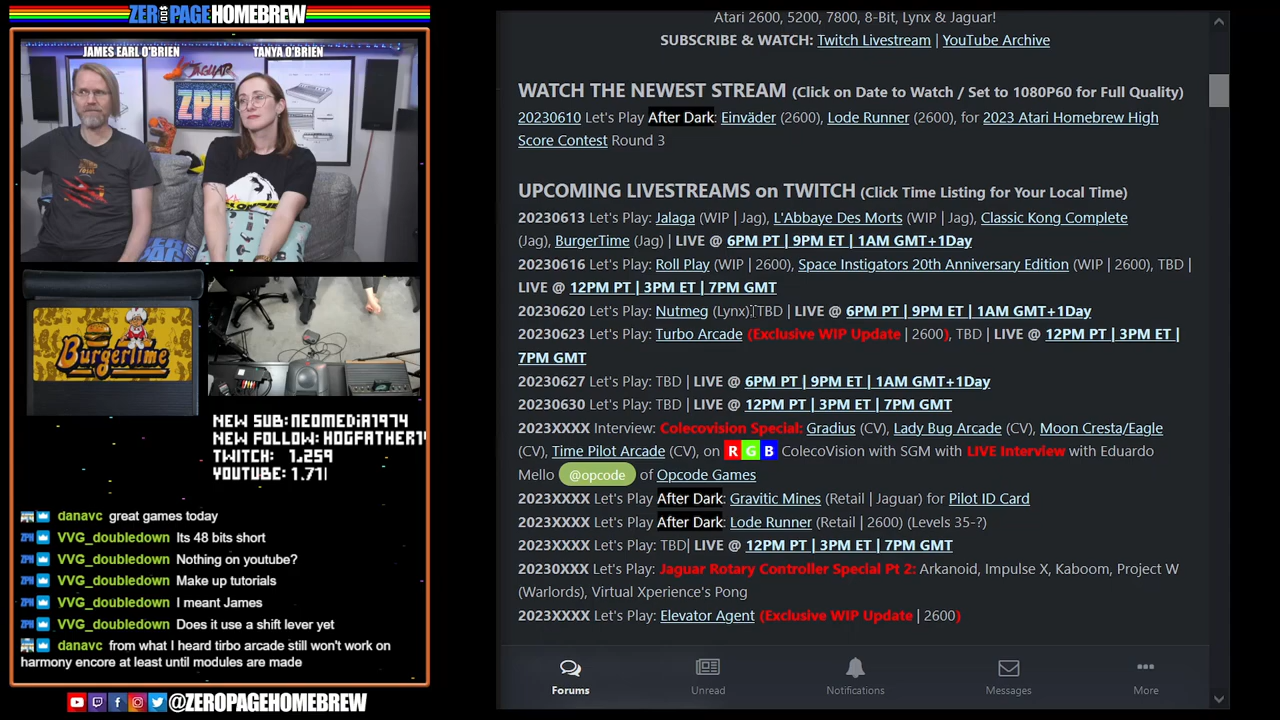 ZEROPAGEHOMEBREW
JAMES EARL O'BRIEN
TANYA O'BRIEN
JAGUAR
ZPH
BurgerTime
NEW SUB: NEOMEDIA1974
NEW FOLLOW: HOGFATHER19
TWITCH: 1,259
YOUTUBE: 1.71
danavc great games today
VVG_doubledown Its 48 bits short
VVG_doubledown Nothing on youtube?
VVG_doubledown Make up tutorials
VVG_doubledown I meant James
VVG_doubledown Does it use a shift lever yet
danavc from what I heard tirbo arcade still won't work on
harmony encore at least until modules are made
@ZEROPAGEHOMEBREW
Atari 2600, 5200, 7800, 8-Bit, Lynx & Jaguar!
SUBSCRIBE & WATCH: Twitch Livestream | YouTube Archive
WATCH THE NEWEST STREAM (Click on Date to Watch / Set to 1080P60 for Full Quality)
20230610 Let's Play After Dark: Einväder (2600), Lode Runner (2600), for 2023 Atari Homebrew High
Score Contest Round 3
UPCOMING LIVESTREAMS on TWITCH (Click Time Listing for Your Local Time)
20230613 Let's Play: Jalaga (WIP | Jag), L'Abbaye Des Morts (WIP | Jag), Classic Kong Complete
(Jag), BurgerTime (Jag) | LIVE @ 6PM PT | 9PM ET | 1AM GMT+1Day
20230616 Let's Play: Roll Play (WIP | 2600), Space Instigators 20th Anniversary Edition (WIP | 2600), TBD |
LIVE @ 12PM PT | 3PM ET | 7PM GMT
20230620 Let's Play: Nutmeg (Lynx), TBD | LIVE @ 6PM PT | 9PM ET | 1AM GMT+1Day
20230623 Let's Play: Turbo Arcade (Exclusive WIP Update | 2600), TBD | LIVE @ 12PM PT | 3PM ET |
7PM GMT
20230627 Let's Play: TBD | LIVE @ 6PM PT | 9PM ET | 1AM GMT+1Day
20230630 Let's Play: TBD | LIVE @ 12PM PT | 3PM ET | 7PM GMT
2023XXXX Interview: Colecovision Special: Gradius (CV), Lady Bug Arcade (CV), Moon Cresta/Eagle
(CV), Time Pilot Arcade (CV), on R G B ColecoVision with SGM with LIVE Interview with Eduardo
Mello @opcode of Opcode Games
2023XXXX Let's Play After Dark: Gravitic Mines (Retail | Jaguar) for Pilot ID Card
2023XXXX Let's Play After Dark: Lode Runner (Retail | 2600) (Levels 35-?)
2023XXXX Let's Play: TBD| LIVE @ 12PM PT | 3PM ET | 7PM GMT
20230XXX Let's Play: Jaguar Rotary Controller Special Pt 2: Arkanoid, Impulse X, Kaboom, Project W
(Warlords), Virtual Xperience's Pong
2023XXXX Let's Play: Elevator Agent (Exclusive WIP Update | 2600)
Forums
Unread
Notifications
Messages
More